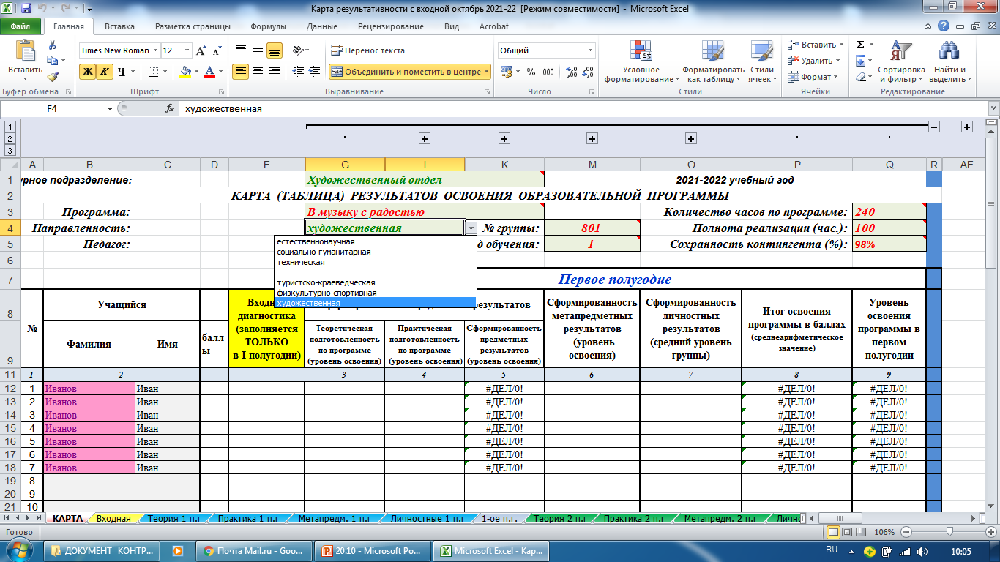 Карта результативности с входной октябрь 2021-22 [Режим совместимости] - Microsoft Excel
Файл Главная Вставка Разметка страницы Формулы Данные Рецензирование Вид Acrobat
Вставить
Буфер обмена
Times New Roman 12
Ж К Ч
Шрифт
Перенос текста
Объединить и поместить в центре
Выравнивание
Общий
% 000
Число
Условное форматирование
Форматировать как таблицу
Стили ячеек
Стили
Вставить
Удалить
Формат
Ячейки
Сортировка и фильтр
Найти и выделить
Редактирование
F4 fx художественная
1
2
3
A B C D E G I K M O P Q R AE
1 урное подразделение: Художественный отдел 2021-2022 учебный год
2 КАРТА (ТАБЛИЦА) РЕЗУЛЬТАТОВ ОСВОЕНИЯ ОБРАЗОВАТЕЛЬНОЙ ПРОГРАММЫ
3 Программа: В музыку с радостью Количество часов по программе: 240
4 Направленность: художественная № группы: 801 Полнота реализации (час.): 100
5 Педагог: д обучения: 1 Сохранность контингента (%): 98%
естественнонаучная
социально-гуманитарная
техническая
туристско-краеведческая
физкультурно-спортивная
художественная
6
7 Первое полугодие
8
9
№
Учащийся
Фамилия Имя
балл
ы
Входн
диагностика
(заполняется
ТОЛЬКО
в I полугодии)
результатов
Теоретическая
подготовленность
по программе
(уровень освоения)
Практическая
подготовленность
по программе
(уровень освоения)
Сформированность
предметных
результатов
(уровень освоения)
Сформированность
метапредметных
результатов
(уровень
освоения)
Сформированность
личностных
результатов
(средний уровень
группы)
Итог освоения
программы в баллах
(среднеарифметическое
значение)
Уровень
освоения
программы в
первом
полугодии
11 1 2 3 4 5 6 7 8 9
12 1 Иванов Иван #ДЕЛ/0! #ДЕЛ/0! #ДЕЛ/0!
13 2 Иванов Иван #ДЕЛ/0! #ДЕЛ/0! #ДЕЛ/0!
14 3 Иванов Иван #ДЕЛ/0! #ДЕЛ/0! #ДЕЛ/0!
15 4 Иванов Иван #ДЕЛ/0! #ДЕЛ/0! #ДЕЛ/0!
16 5 Иванов Иван #ДЕЛ/0! #ДЕЛ/0! #ДЕЛ/0!
17 6 Иванов Иван #ДЕЛ/0! #ДЕЛ/0! #ДЕЛ/0!
18 7 Иванов Иван #ДЕЛ/0! #ДЕЛ/0! #ДЕЛ/0!
19 8
20 9
21 10
КАРТА Входная Теория 1 п.г Практика 1 п.г Метапредм. 1 п.г Личностные 1 п.г 1-ое п.г. Теория 2 п.г Практика 2 п.г Метапредм. 2 п.г Личн
Готово 106%
ДОКУМЕНТ_ КОНТР... Почта Mail.ru - Goo... 20.10 - Microsoft Po... Microsoft Excel - Кар... RU 10:05